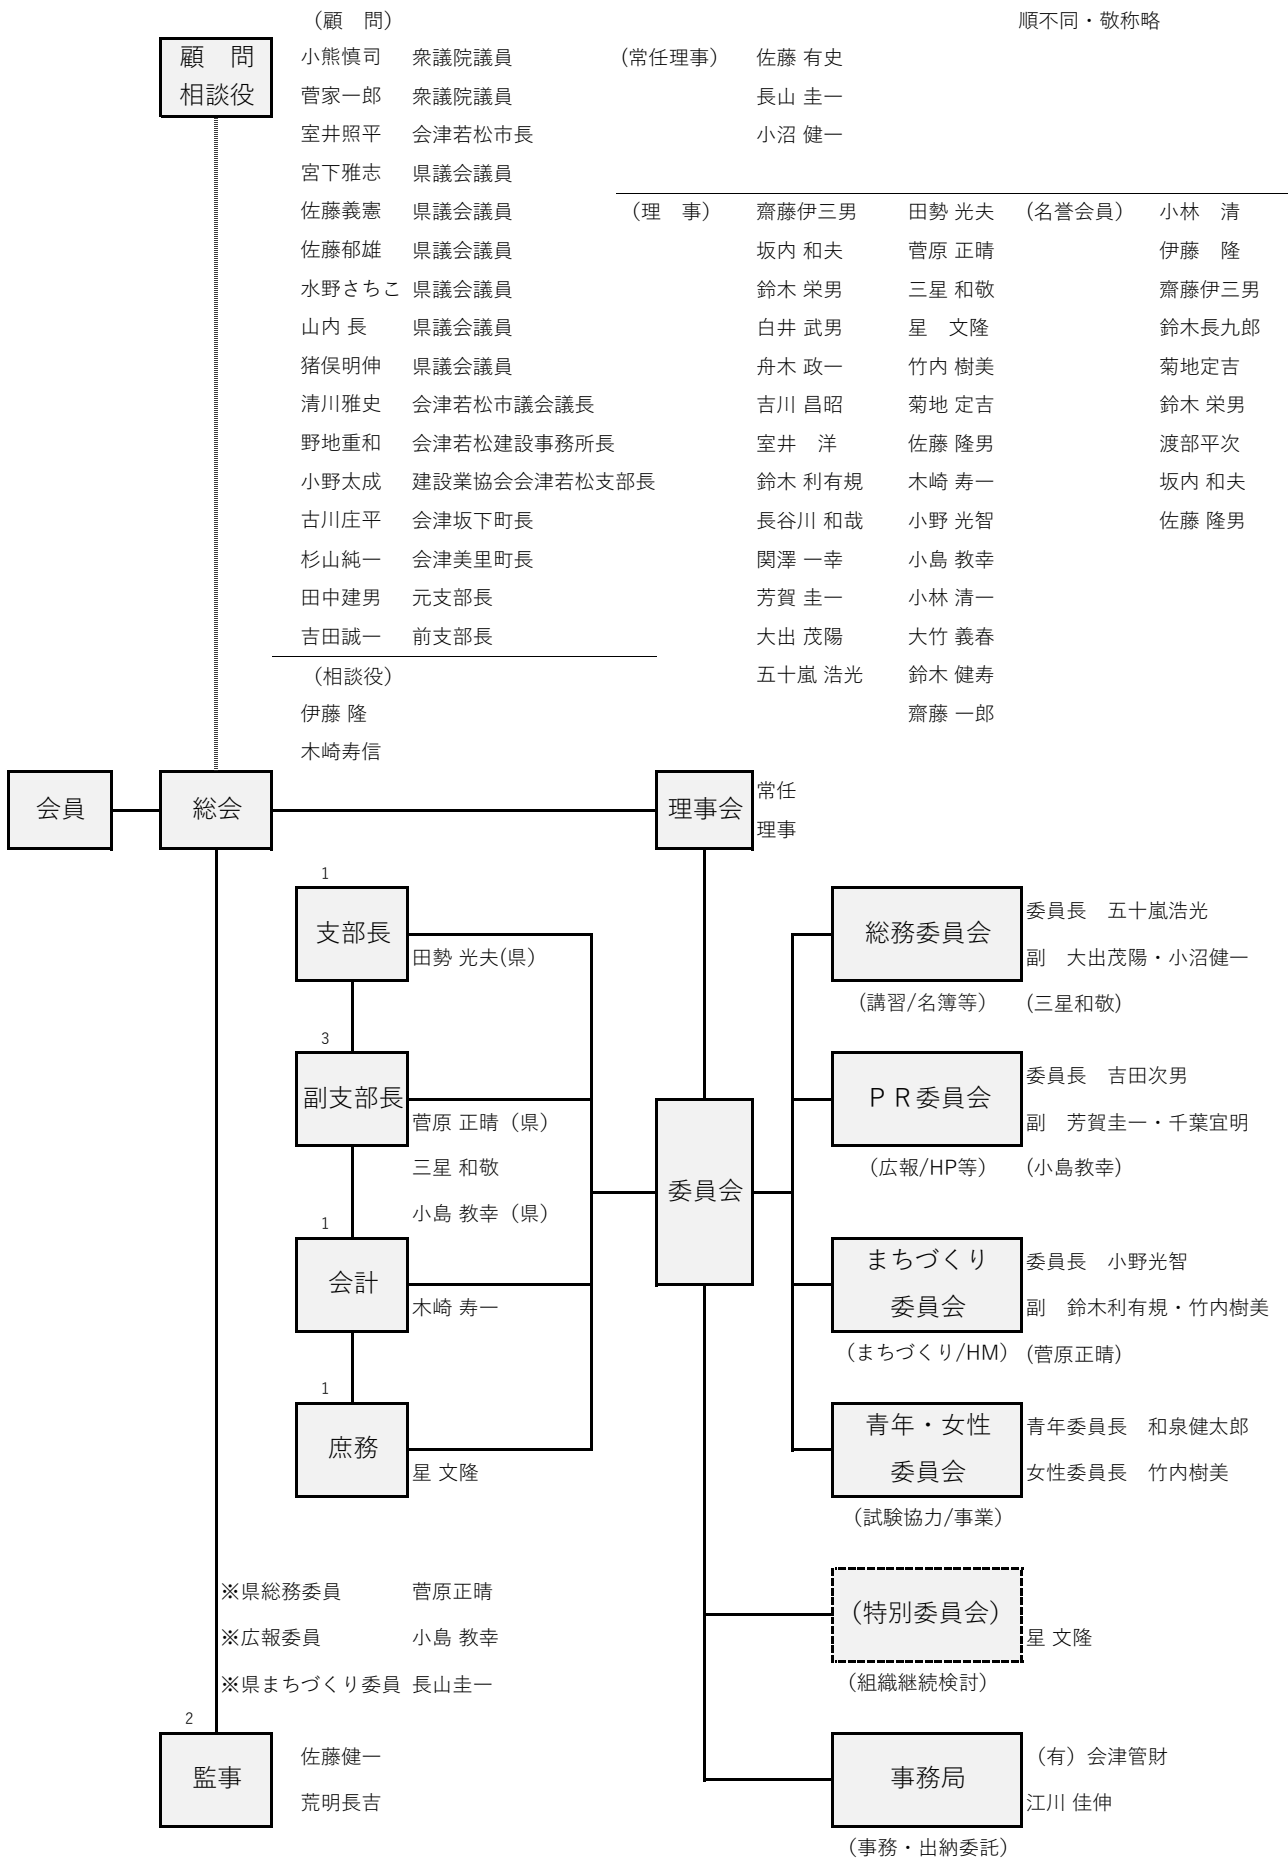 （顧　問） 順不同・敬称略
顧　問
相談役
小熊慎司 衆議院議員
菅家一郎 衆議院議員
室井照平 会津若松市長
宮下雅志 県議会議員
佐藤義憲 県議会議員
佐藤郁雄 県議会議員
水野さちこ 県議会議員
山内 長 県議会議員
猪俣明伸 県議会議員
清川雅史 会津若松市議会議長
野地重和 会津若松建設事務所長
小野太成 建設業協会会津若松支部長
古川庄平 会津坂下町長
杉山純一 会津美里町長
田中建男 元支部長
吉田誠一 前支部長
（相談役）
伊藤 隆
木崎寿信
（常任理事） 佐藤 有史
長山 圭一
小沼 健一
（理　事） 齋藤伊三男 田勢 光夫
坂内 和夫 菅原 正晴
鈴木 栄男 三星 和敬
白井 武男 星　文隆
舟木 政一 竹内 樹美
吉川 昌昭 菊地 定吉
室井　洋 佐藤 隆男
鈴木 利有規 木崎 寿一
長谷川 和哉 小野 光智
関澤 一幸 小島 教幸
芳賀 圭一 小林 清一
大出 茂陽 大竹 義春
五十嵐 浩光 鈴木 健寿
齋藤 一郎
（名誉会員） 小林　清
伊藤　隆
齋藤伊三男
鈴木長九郎
菊地定吉
鈴木 栄男
渡部平次
坂内 和夫
佐藤 隆男
会員 総会 理事会 常任
理事
1
支部長
田勢 光夫(県)
3
副支部長
菅原 正晴（県）
三星 和敬
小島 教幸（県）
1
会計
木崎 寿一
1
庶務
星 文隆
委員会
総務委員会
委員長　五十嵐浩光
副　大出茂陽・小沼健一
（講習/名簿等） (三星和敬)
ＰＲ委員会
委員長　吉田次男
副　芳賀圭一・千葉宜明
（広報/HP等） (小島教幸)
まちづくり
委員会
委員長　小野光智
副　鈴木利有規・竹内樹美
（まちづくり/HM） (菅原正晴)
青年・女性
委員会
青年委員長　和泉健太郎
女性委員長　竹内樹美
（試験協力/事業）
※県総務委員 菅原正晴
※広報委員 小島 教幸
※県まちづくり委員 長山圭一
（特別委員会）
星 文隆
（組織継続検討）
2
監事
佐藤健一
荒明長吉
事務局
（有）会津管財
江川 佳伸
（事務・出納委託）